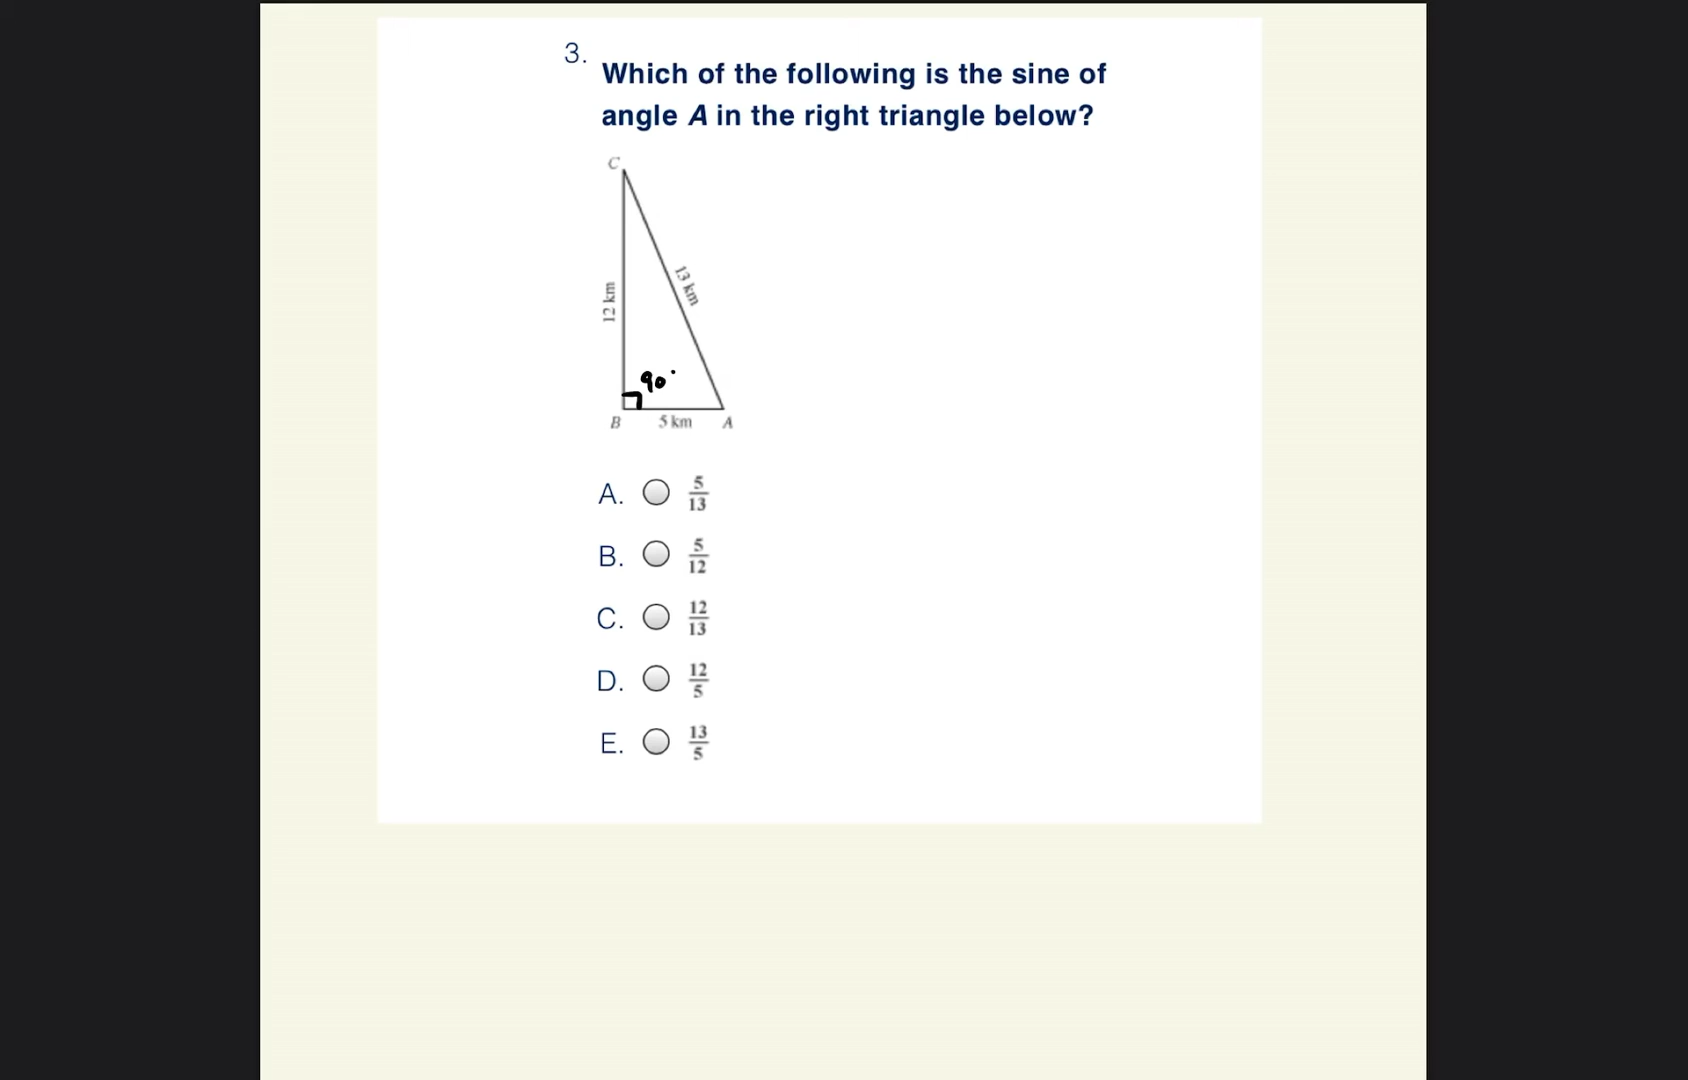 3.
Which of the following is the sine of
angle A in the right triangle below?
C
12 km
13 km
90°
B
5 km
A
A. 5/13
B. 5/12
C. 12/13
D. 12/5
E. 13/5